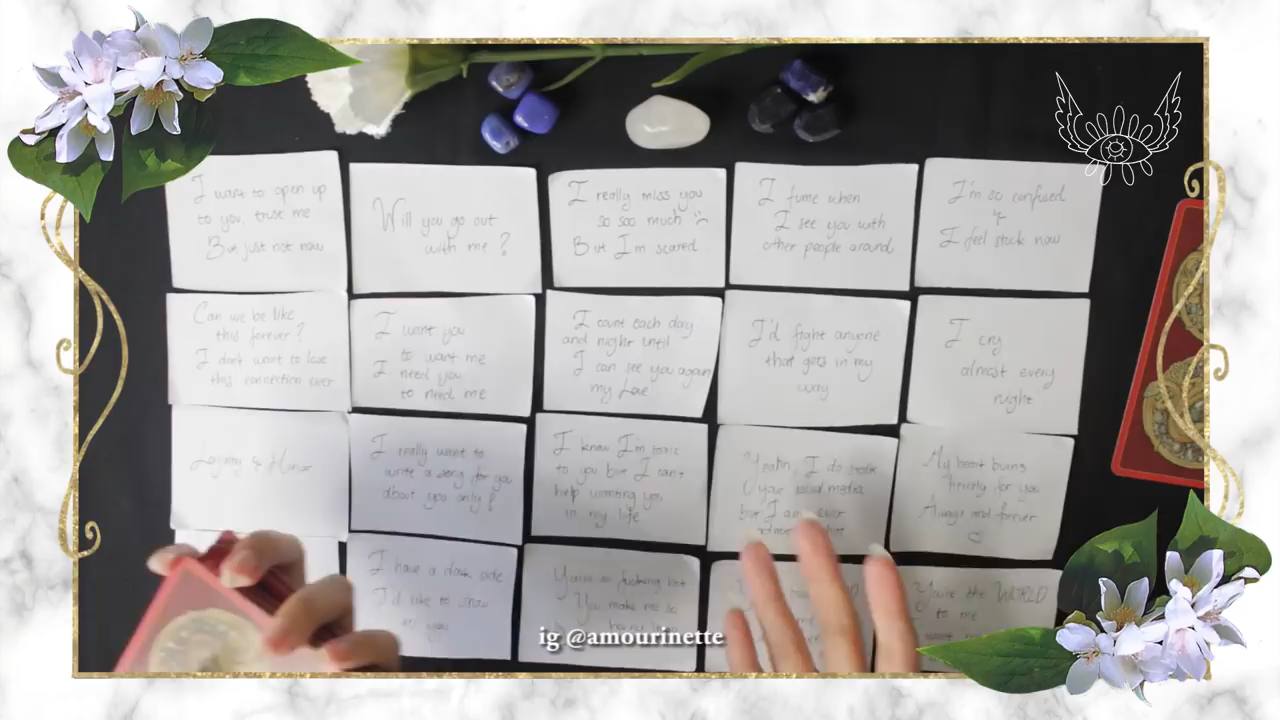 I want to open up
to you, trust me
But just not now
Will you go out
with me?
I really miss you
so soo much :(
But I'm scared
I fume when
I see you with
other people around
I'm so confused
&
I feel stuck now
Can we be like
this forever?
I don't want to lose
this connection ever
I want you
to want me
I need you
to need me
I count each day
and night until
I can see you again
my Love
I'd fight anyone
that gets in my
way
I cry
almost every
night
Loyalty & Honor
I really want to
write a song for you
about you only!
I know I'm toxic
to you but I can't
help wanting you
in my life
Yeah, I do stalk
your social media
but I am ever
My heart burns
heavily for you
Always and forever
I have a dark side
I'd like to show
to you
You're so fucking hot
You make me so
You're the WORLD
to me
ig @amourinette